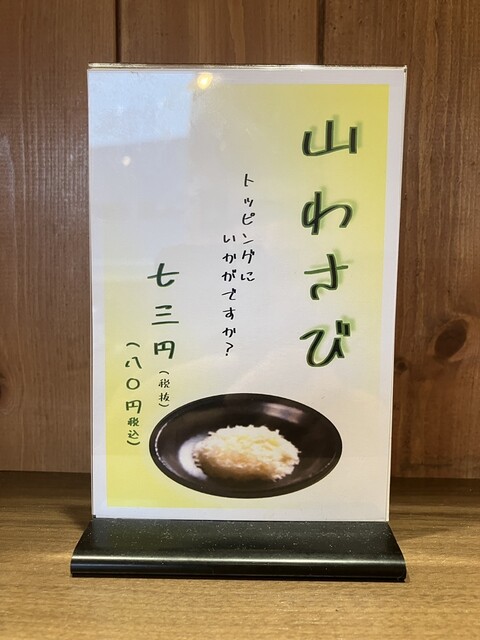 山わさび
トッピングに
いかがですか?
七三円(税抜)
(八〇円税込)